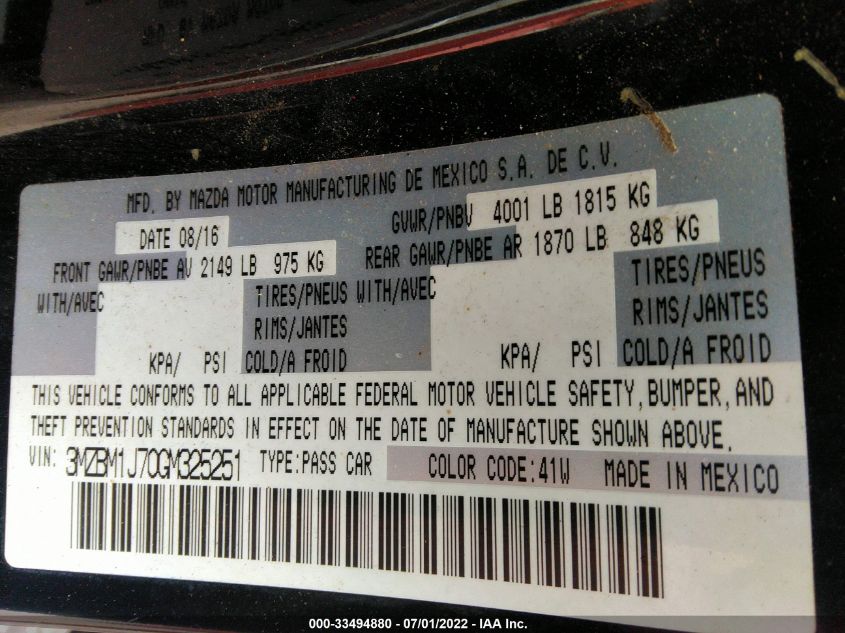 MFD. BY MAZDA MOTOR MANUFACTURING DE MEXICO S.A. DE C.V.
DATE 08/16 GVWR/PNBV 4001 LB 1815 KG
FRONT GAWR/PNBE AV 2149 LB 975 KG REAR GAWR/PNBE AR 1870 LB 848 KG
WITH/AVEC TIRES/PNEUS WITH/AVEC TIRES/PNEUS
RIMS/JANTES RIMS/JANTES
KPA/ PSI COLD/A FROID KPA/ PSI COLD/A FROID
THIS VEHICLE CONFORMS TO ALL APPLICABLE FEDERAL MOTOR VEHICLE SAFETY, BUMPER, AND
THEFT PREVENTION STANDARDS IN EFFECT ON THE DATE OF MANUFACTURE SHOWN ABOVE.
VIN: 3MZBM1J70GM325251 TYPE:PASS CAR COLOR CODE:41W MADE IN MEXICO
000-33494880 - 07/01/2022 - IAA Inc.